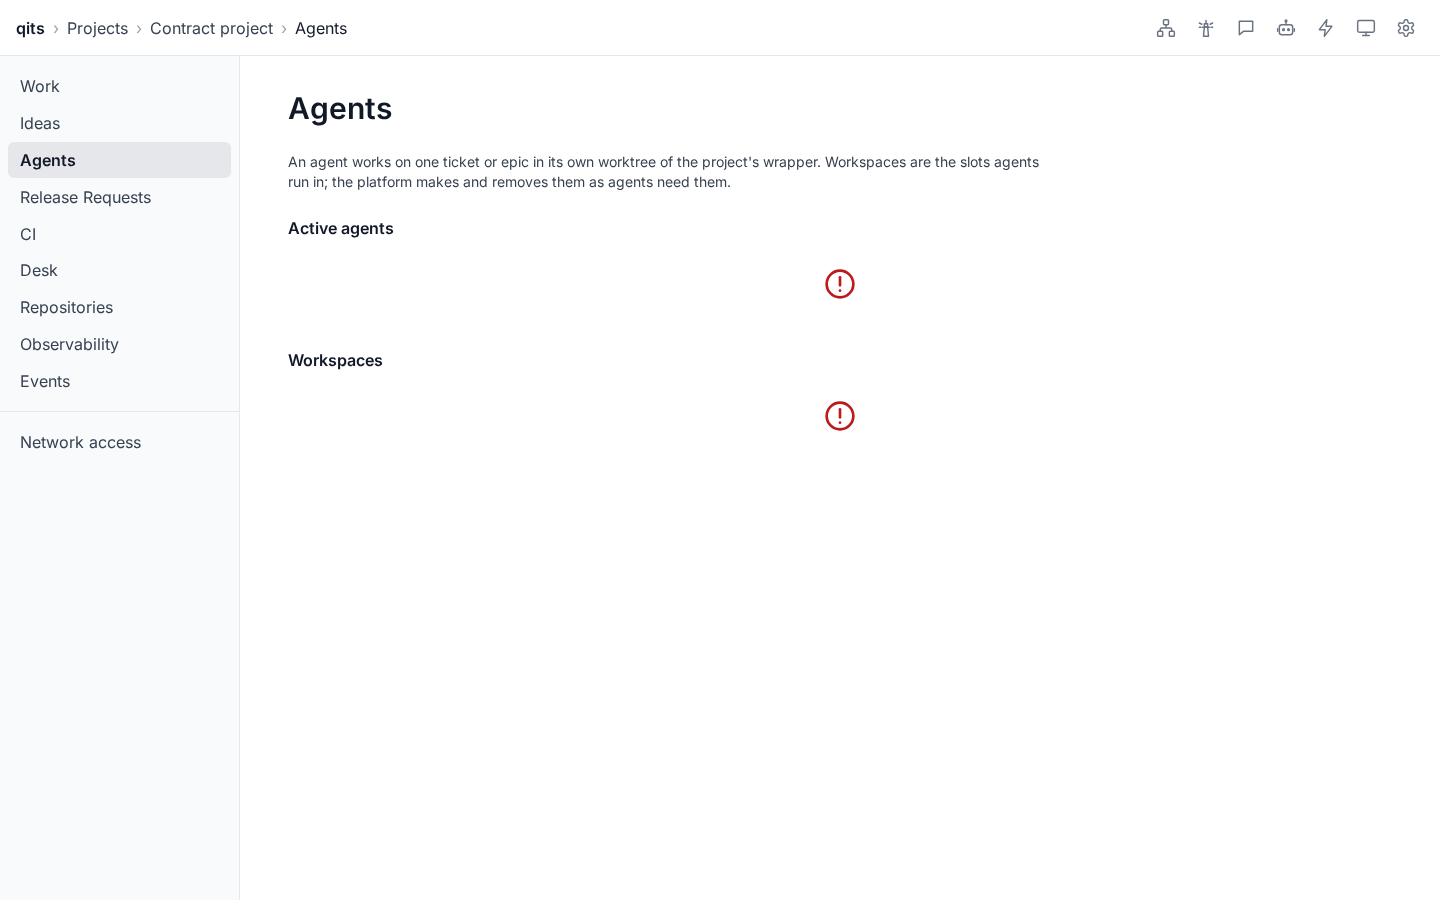 qits › Projects › Contract project › Agents
Work
Ideas
Agents
Release Requests
CI
Desk
Repositories
Observability
Events
Network access
Agents
An agent works on one ticket or epic in its own worktree of the project's wrapper. Workspaces are the slots agents
run in; the platform makes and removes them as agents need them.
Active agents
Workspaces